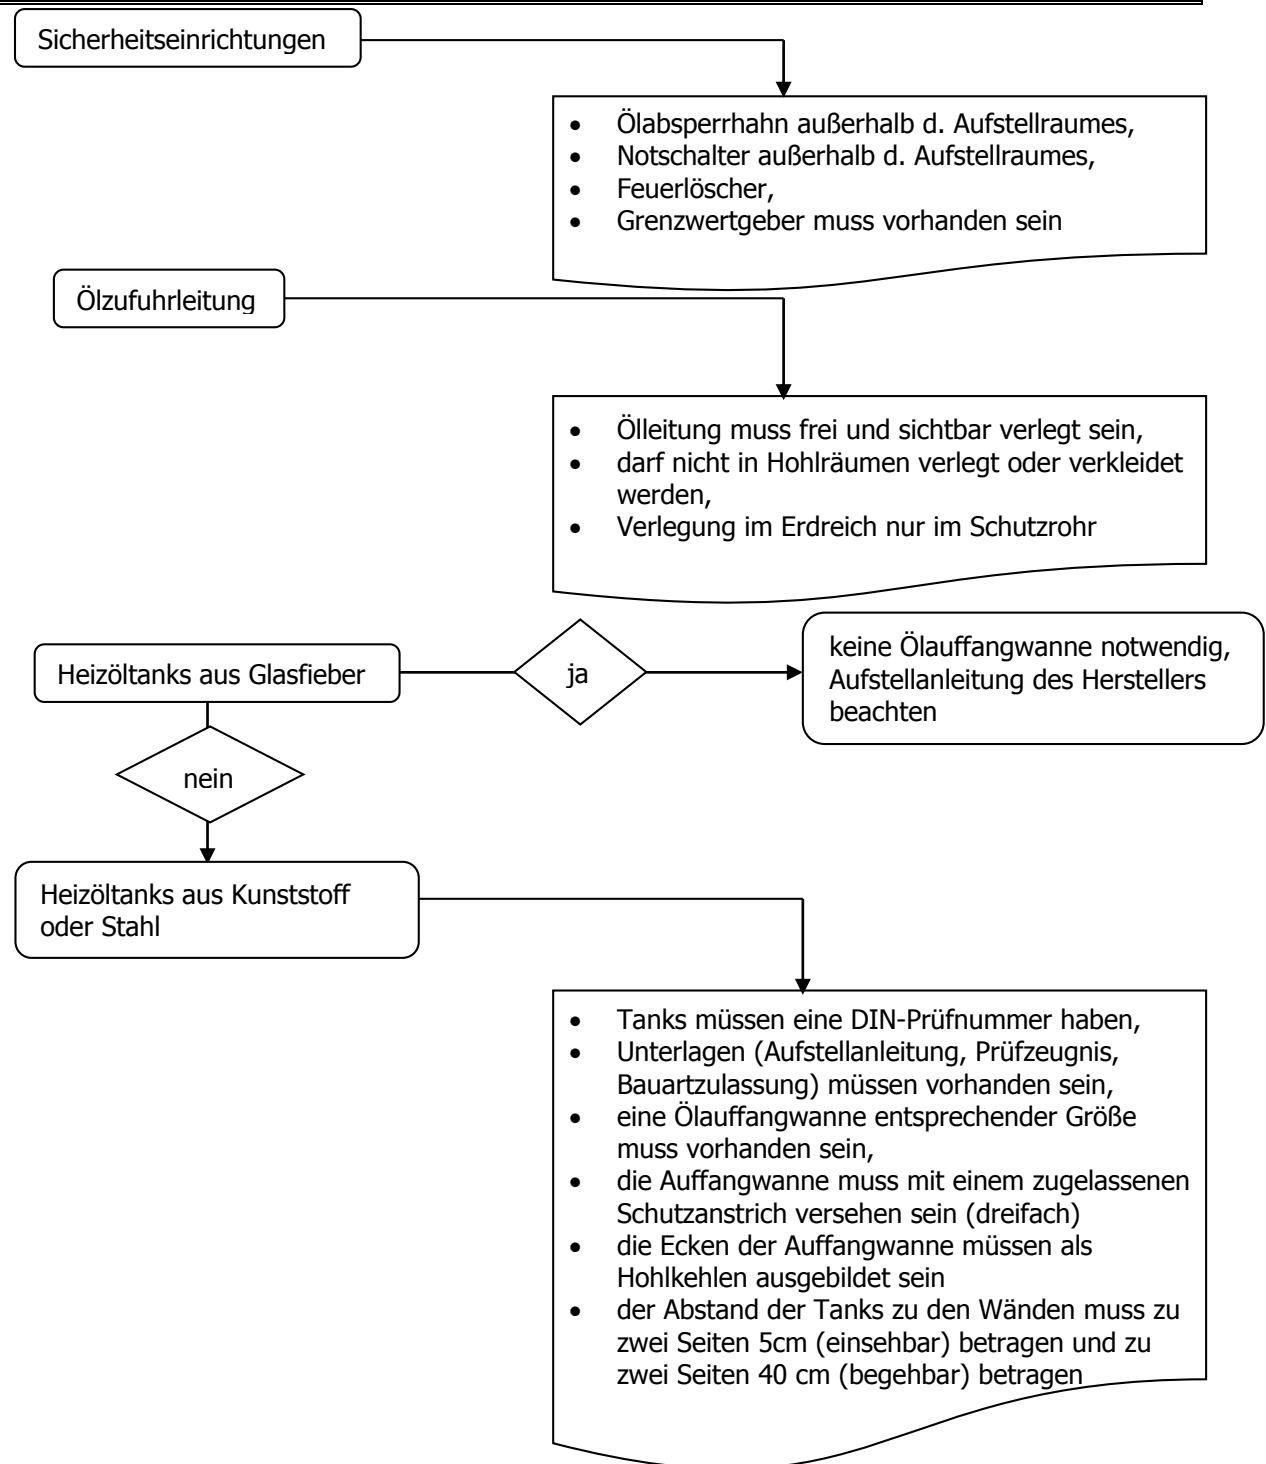 Sicherheitseinrichtungen
• Ölabsperrhahn außerhalb d. Aufstellraumes,
• Notschalter außerhalb d. Aufstellraumes,
• Feuerlöscher,
• Grenzwertgeber muss vorhanden sein
Ölzufuhrleitung
• Ölleitung muss frei und sichtbar verlegt sein,
• darf nicht in Hohlräumen verlegt oder verkleidet
werden,
• Verlegung im Erdreich nur im Schutzrohr
Heizöltanks aus Glasfieber
ja
keine Ölauffangwanne notwendig,
Aufstellanleitung des Herstellers
beachten
nein
Heizöltanks aus Kunststoff
oder Stahl
• Tanks müssen eine DIN-Prüfnummer haben,
• Unterlagen (Aufstellanleitung, Prüfzeugnis,
Bauartzulassung) müssen vorhanden sein,
• eine Ölauffangwanne entsprechender Größe
muss vorhanden sein,
• die Auffangwanne muss mit einem zugelassenen
Schutzanstrich versehen sein (dreifach)
• die Ecken der Auffangwanne müssen als
Hohlkehlen ausgebildet sein
• der Abstand der Tanks zu den Wänden muss zu
zwei Seiten 5cm (einsehbar) betragen und zu
zwei Seiten 40 cm (begehbar) betragen